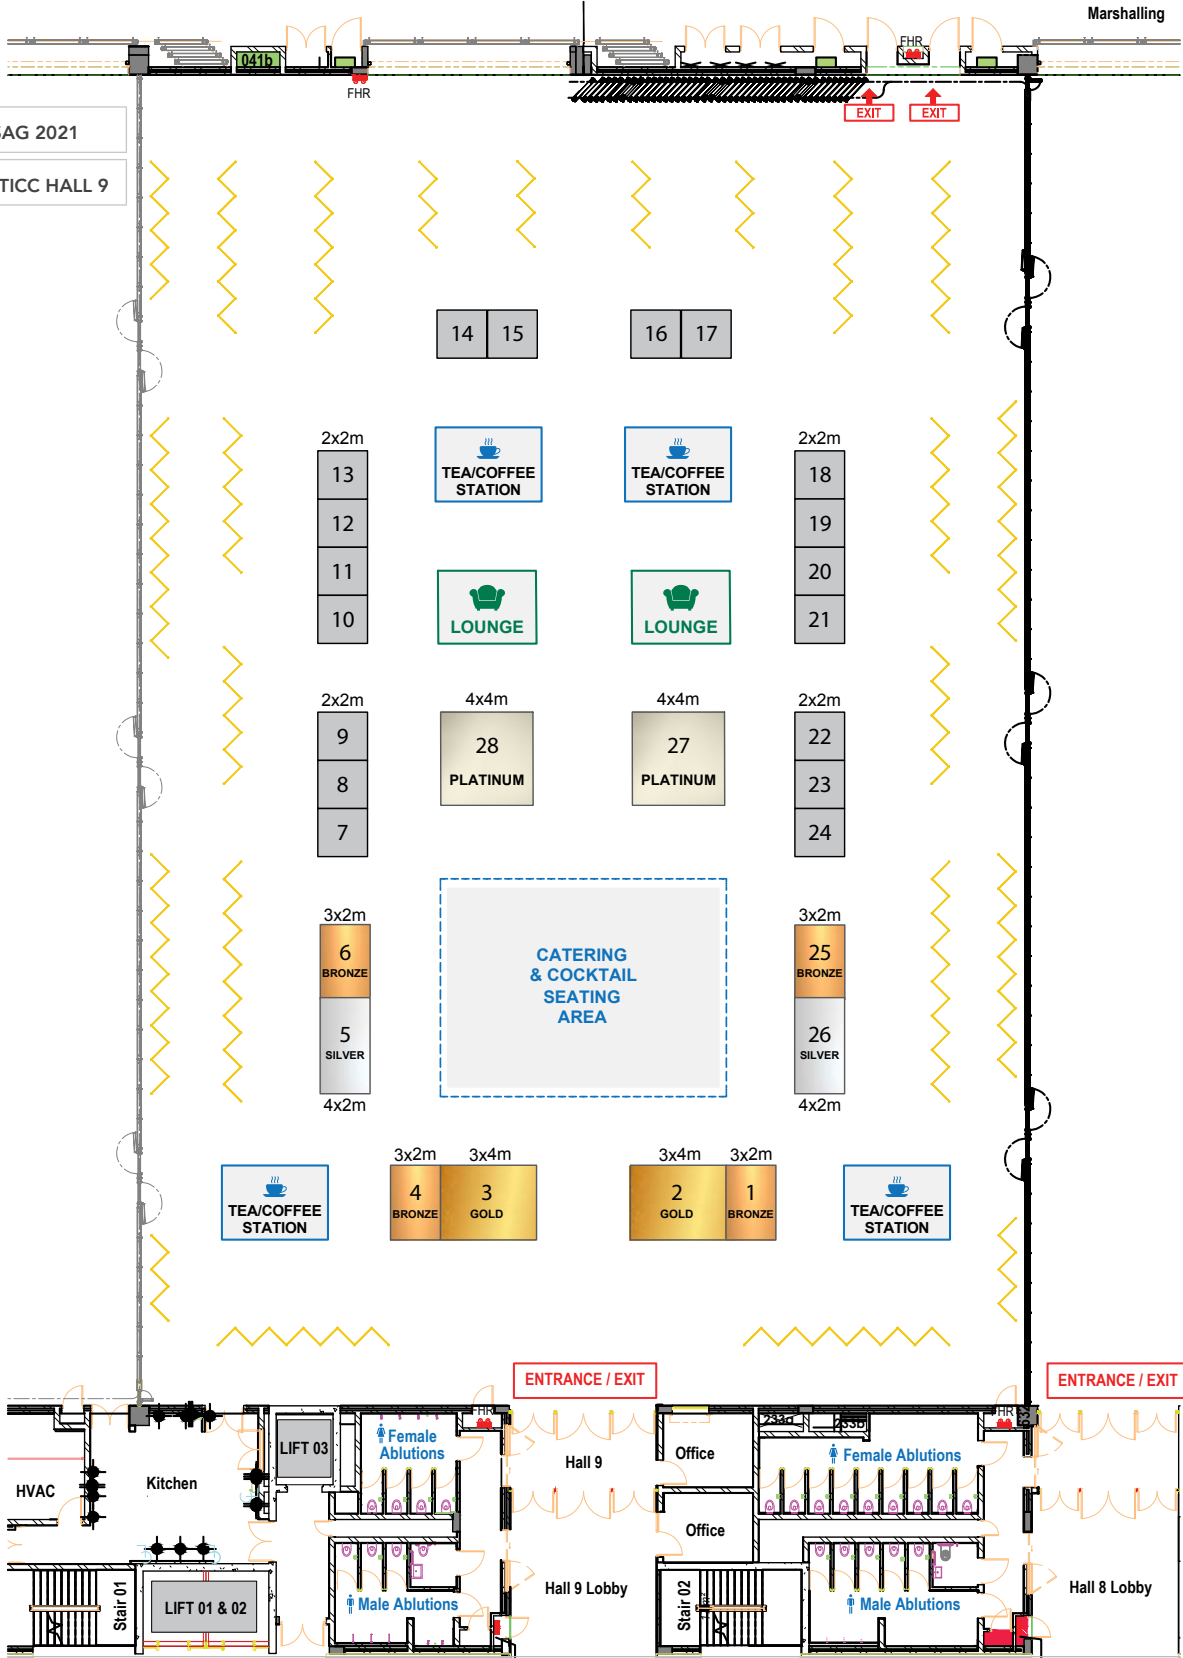 Marshalling
041b
FHR
FHR
EXIT
EXIT
SAG 2021
TICC HALL 9
14
15
16
17
2x2m
13
12
11
10
TEA/COFFEE
STATION
TEA/COFFEE
STATION
2x2m
18
19
20
21
LOUNGE
LOUNGE
2x2m
9
8
7
4x4m
28
PLATINUM
4x4m
27
PLATINUM
2x2m
22
23
24
3x2m
6
BRONZE
5
SILVER
4x2m
CATERING
& COCKTAIL
SEATING
AREA
3x2m
25
BRONZE
26
SILVER
4x2m
TEA/COFFEE
STATION
3x2m
4
BRONZE
3x4m
3
GOLD
3x4m
2
GOLD
3x2m
1
BRONZE
TEA/COFFEE
STATION
ENTRANCE / EXIT
ENTRANCE / EXIT
HVAC
Kitchen
LIFT 03
Female
Ablutions
FHR
Hall 9
Office
Office
233a
233b
Female Ablutions
FHR
Stair 01
LIFT 01 & 02
Male Ablutions
Hall 9 Lobby
Stair 02
Male Ablutions
Hall 8 Lobby